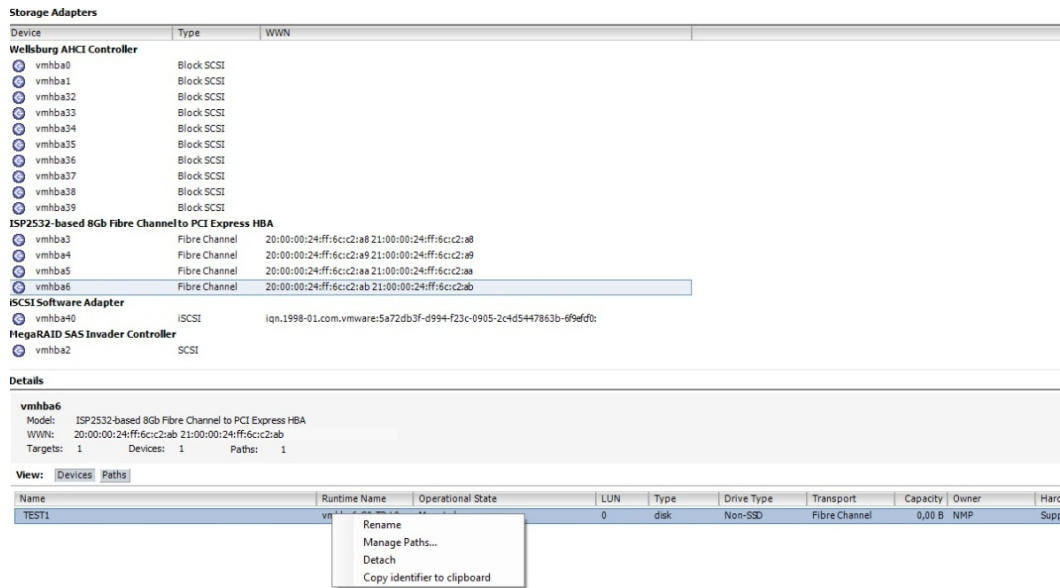 Storage Adapters
Device Type WWN
Wellsburg AHCI Controller
vmhba0 Block SCSI
vmhba1 Block SCSI
vmhba32 Block SCSI
vmhba33 Block SCSI
vmhba34 Block SCSI
vmhba35 Block SCSI
vmhba36 Block SCSI
vmhba37 Block SCSI
vmhba38 Block SCSI
vmhba39 Block SCSI
ISP2532-based 8Gb Fibre Channel to PCI Express HBA
vmhba3 Fibre Channel 20:00:00:24:ff:6c:c2:a8 21:00:00:24:ff:6c:c2:a8
vmhba4 Fibre Channel 20:00:00:24:ff:6c:c2:a9 21:00:00:24:ff:6c:c2:a9
vmhba5 Fibre Channel 20:00:00:24:ff:6c:c2:aa 21:00:00:24:ff:6c:c2:aa
vmhba6 Fibre Channel 20:00:00:24:ff:6c:c2:ab 21:00:00:24:ff:6c:c2:ab
iSCSI Software Adapter
vmhba40 iSCSI iqn.1998-01.com.vmware:5a72db3f-d994-f23c-0905-2c4d5447863b-6f9efdf0:
MegaRAID SAS Invader Controller
vmhba2 SCSI
Details
vmhba6
Model: ISP2532-based 8Gb Fibre Channel to PCI Express HBA
WWN: 20:00:00:24:ff:6c:c2:ab 21:00:00:24:ff:6c:c2:ab
Targets: 1 Devices: 1 Paths: 1
View: Devices Paths
Name Runtime Name Operational State LUN Type Drive Type Transport Capacity Owner Hard
TEST1 0 disk Non-SSD Fibre Channel 0,00 B NMP Supp
Rename
Manage Paths...
Detach
Copy identifier to clipboard